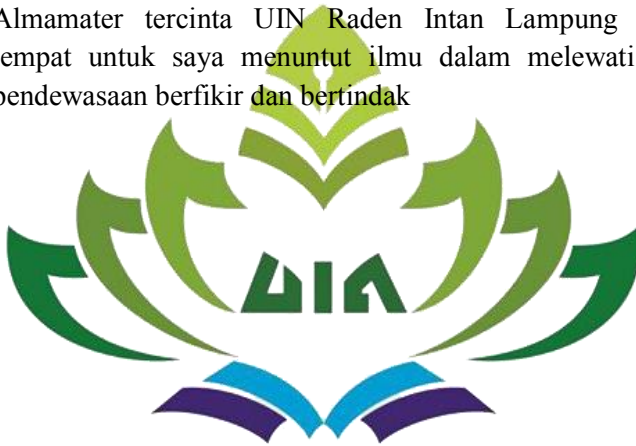 Almamater tercinta UIN Raden Intan Lampung
tempat untuk saya menuntut ilmu dalam melewati
pendewasaan berfikir dan bertindak
UIN